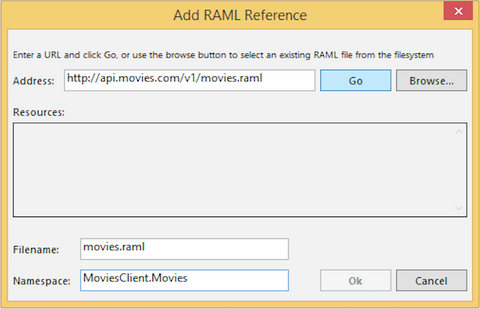 Add RAML Reference
Enter a URL and click Go, or use the browse button to select an existing RAML file from the filesystem
Address: http://api.movies.com/v1/movies.raml Go Browse...
Resources:
Filename: movies.raml
Namespace: MoviesClient.Movies Ok Cancel